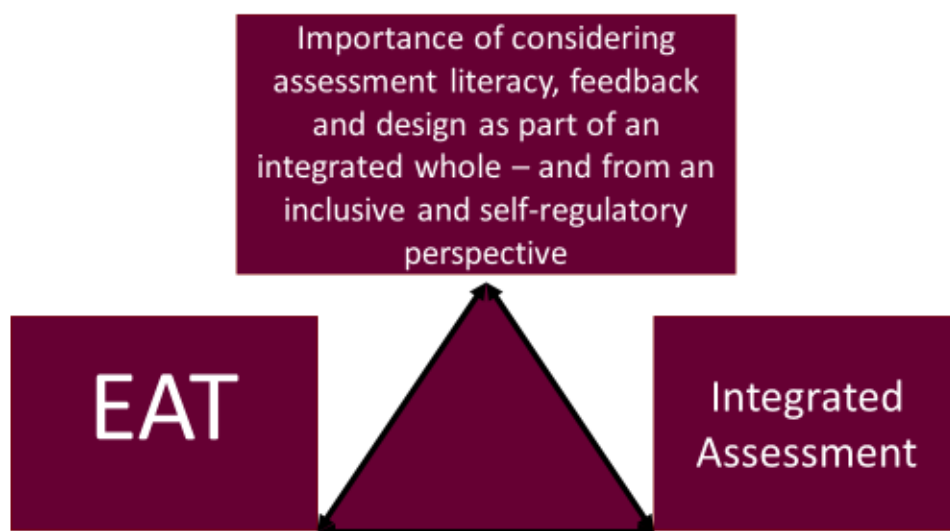 Importance of considering
assessment literacy, feedback
and design as part of an
integrated whole – and from an
inclusive and self-regulatory
perspective
EAT
Integrated
Assessment